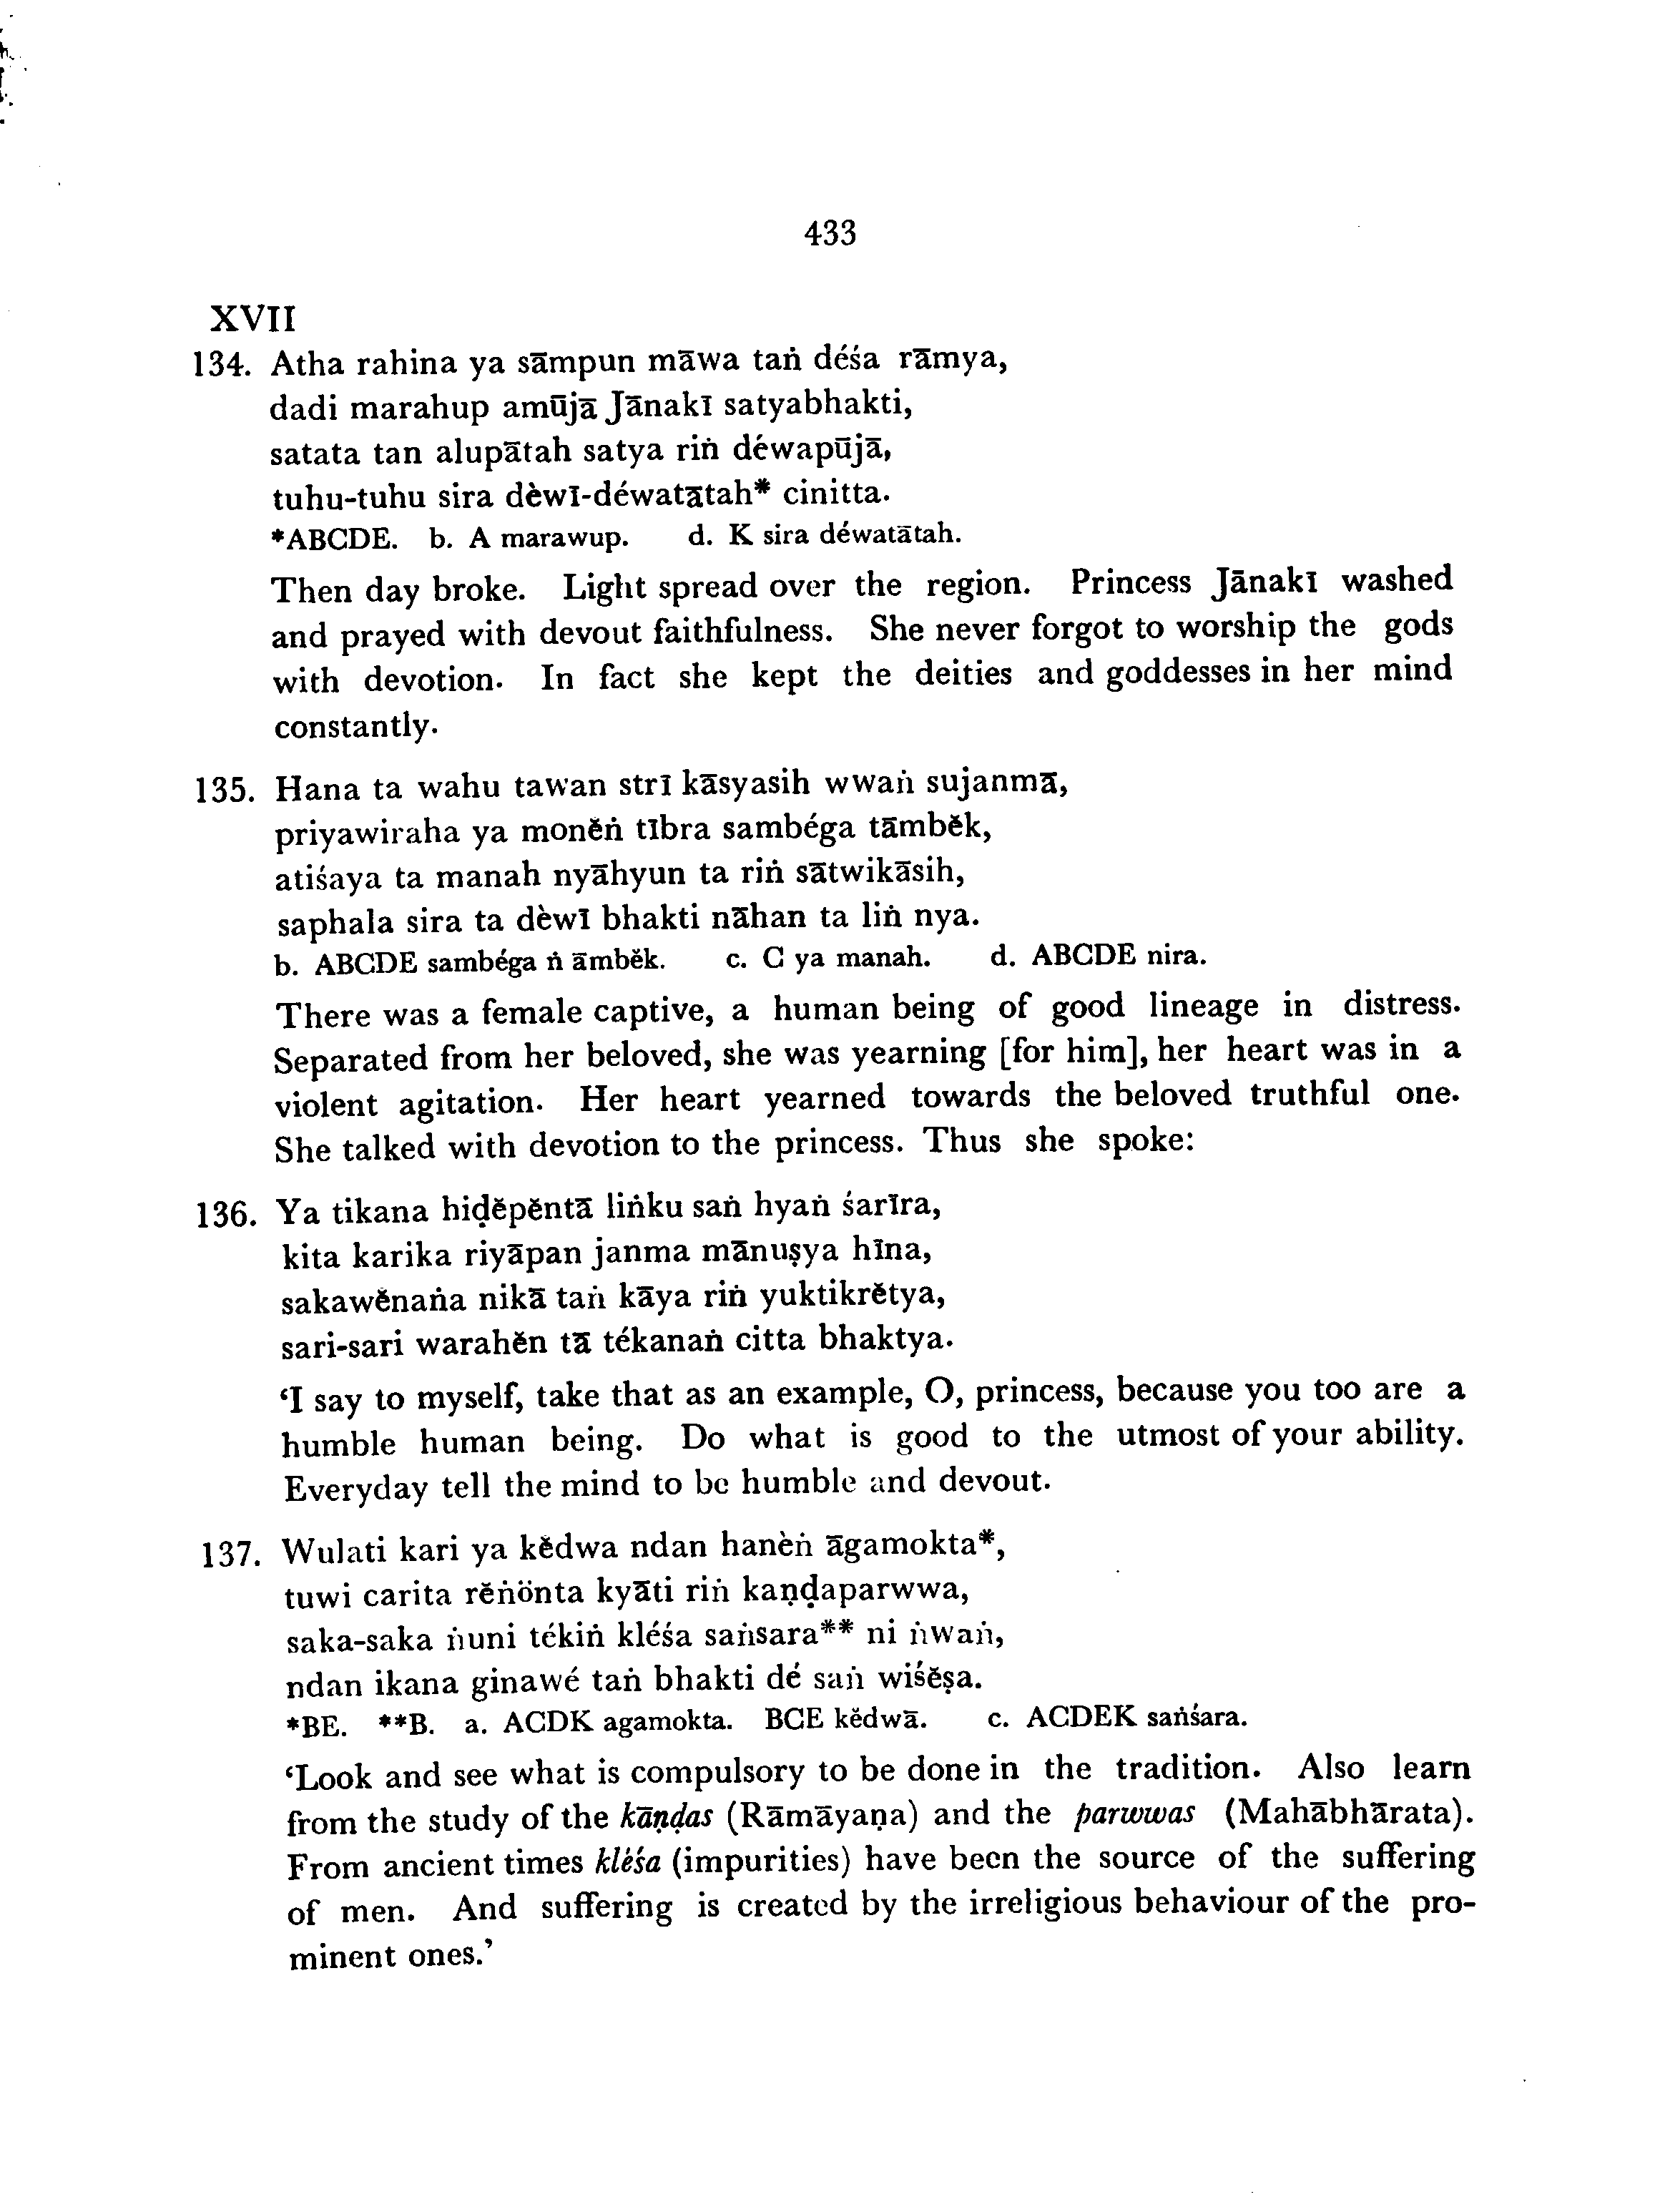 433
XVII
134. Atha rahina ya sāmpun māwa taṅ déśa rāmya,
dadi marahup amūjā Jānakī satyabhakti,
satata tan alupātah satya riṅ déwapūjā,
tuhu-tuhu sira dèwī-déwatātah* cinitta.
*ABCDE. b. A marawup. d. K sira déwatātah.
Then day broke. Light spread over the region. Princess Jānakī washed
and prayed with devout faithfulness. She never forgot to worship the gods
with devotion. In fact she kept the deities and goddesses in her mind
constantly.
135. Hana ta wahu tawan strī kāsyasih wwaṅ sujanmā,
priyawiraha ya monĕṅ tībra sambéga tāmbĕk,
atiśaya ta manah nyāhyun ta riṅ sātwikāsih,
saphala sira ta dèwī bhakti nāhan ta liṅ nya.
b. ABCDE sambéga ṅ āmbĕk. c. C ya manah. d. ABCDE nira.
There was a female captive, a human being of good lineage in distress.
Separated from her beloved, she was yearning [for him], her heart was in a
violent agitation. Her heart yearned towards the beloved truthful one.
She talked with devotion to the princess. Thus she spoke:
136. Ya tikana hiḍĕpĕntā liṅku saṅ hyaṅ śarīra,
kita karika riyāpan janma mānuṣya hīna,
sakawĕnaṅa nikā taṅ kāya riṅ yuktikrĕtya,
sari-sari warahĕn tā tékanaṅ citta bhaktya.
‘I say to myself, take that as an example, O, princess, because you too are a
humble human being. Do what is good to the utmost of your ability.
Everyday tell the mind to be humble and devout.
137. Wulati kari ya kĕdwa ndan hanèṅ āgamokta*,
tuwi carita rĕṅönta kyāti riṅ kaṇḍaparwwa,
saka-saka ṅuni tékiṅ kléśa saṅsara** ni ṅwaṅ,
ndan ikana ginawé taṅ bhakti dé saṅ wiśĕṣa.
*BE. **B. a. ACDK agamokta. BCE kĕdwā. c. ACDEK saṅśara.
‘Look and see what is compulsory to be done in the tradition. Also learn
from the study of the kāṇḍas (Rāmāyaṇa) and the parwwas (Mahābhārata).
From ancient times kléśa (impurities) have been the source of the suffering
of men. And suffering is created by the irreligious behaviour of the pro-
minent ones.’